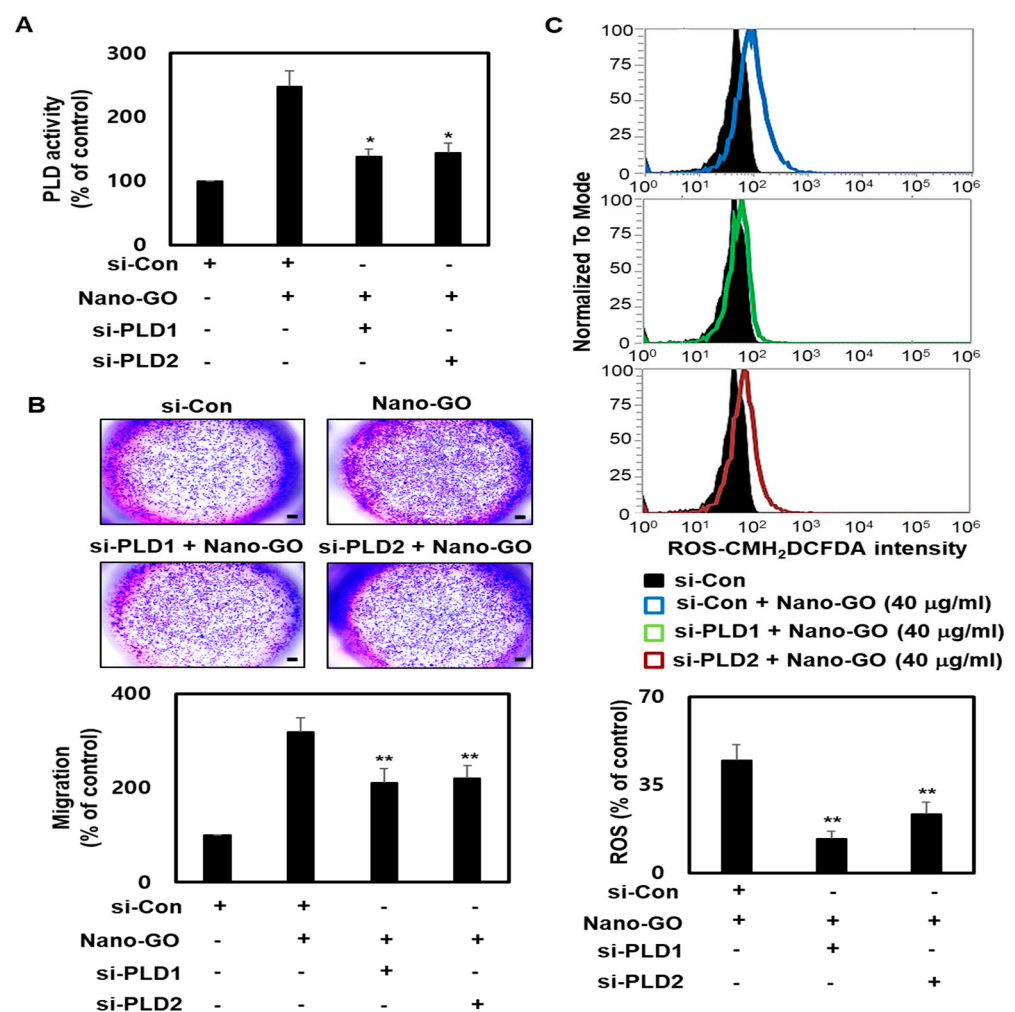 A
300
200
100
0
PLD activity
(% of control)
*
*
si-Con + + - -
Nano-GO - + + +
si-PLD1 - - + -
si-PLD2 - - - +
B
si-Con Nano-GO
si-PLD1 + Nano-GO si-PLD2 + Nano-GO
400
200
0
Migration
(% of control)
**
**
si-Con + + - -
Nano-GO - + + +
si-PLD1 - - + -
si-PLD2 - - - +
C
Normalized To Mode
100
75
50
25
0
10⁰ 10¹ 10² 10³ 10⁴ 10⁵ 10⁶
100
75
50
25
0
10⁰ 10¹ 10² 10³ 10⁴ 10⁵ 10⁶
100
75
50
25
0
10⁰ 10¹ 10² 10³ 10⁴ 10⁵ 10⁶
ROS-CMH₂DCFDA intensity
si-Con
si-Con + Nano-GO (40 μg/ml)
si-PLD1 + Nano-GO (40 μg/ml)
si-PLD2 + Nano-GO (40 μg/ml)
70
35
0
ROS (% of control)
**
**
si-Con + - -
Nano-GO + + +
si-PLD1 - + -
si-PLD2 - - +